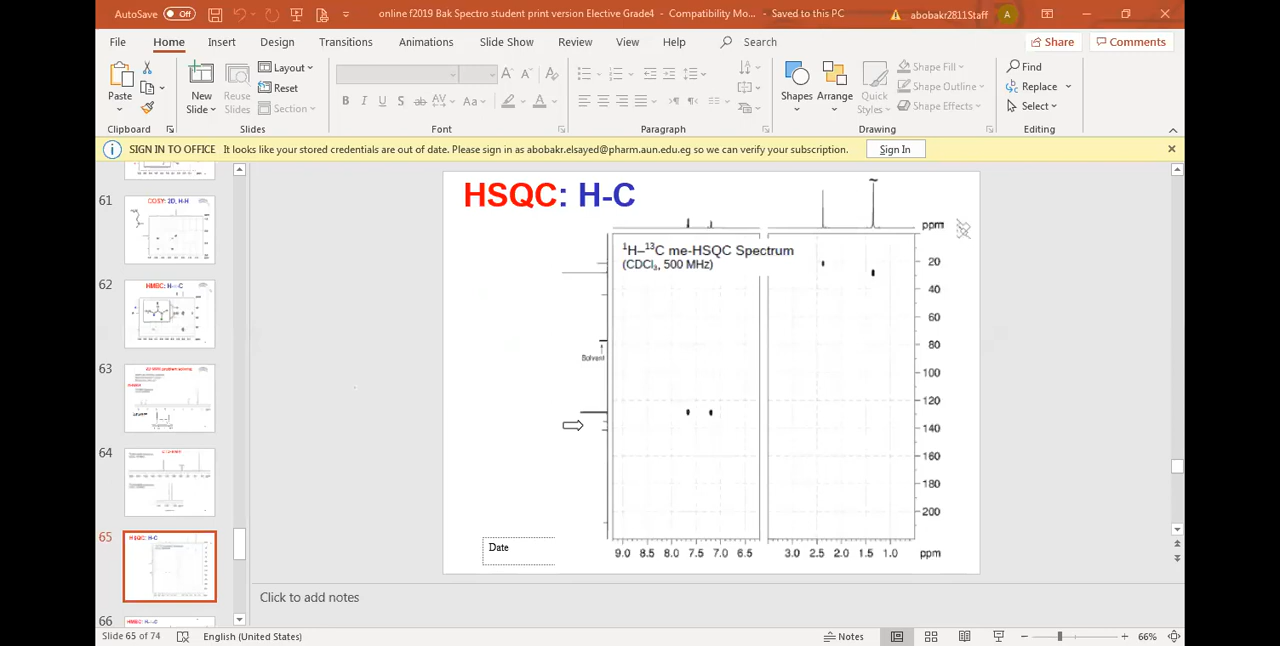 AutoSave Off online f2019 Bak Spectro student print version Elective Grade4 - Compatibility Mo... - Saved to this PC abobakr2811Staff A
File Home Insert Design Transitions Animations Slide Show Review View Help Search Share Comments
Paste New Slide Reuse Slides Layout Reset Section
B I U S ab AV Aa A
Shapes Arrange Quick Styles Shape Fill Shape Outline Shape Effects
Find Replace Select
Clipboard Slides Font Paragraph Drawing Editing
SIGN IN TO OFFICE It looks like your stored credentials are out of date. Please sign in as abobakr.elsayed@pharm.aun.edu.eg so we can verify your subscription. Sign In
61
COSY: 2D, H-H
62
HMBC: H---C
63
64
65
HSQC: H-C
66
HMBC: H---C
HSQC: H-C
ppm
¹H–¹³C me-HSQC Spectrum
(CDCl₃, 500 MHz)
20
40
60
80
Solvent
100
120
140
160
180
200
9.0 8.5 8.0 7.5 7.0 6.5 3.0 2.5 2.0 1.5 1.0 ppm
Date
Click to add notes
Slide 65 of 74 English (United States) Notes 66%